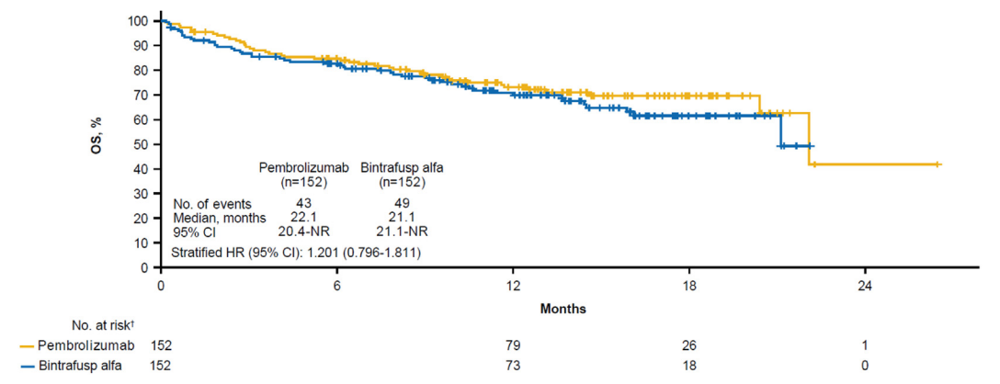 100
90
80
70
60
50
40
30
20
10
0
OS, %
Pembrolizumab Bintrafusp alfa
(n=152) (n=152)
No. of events 43 49
Median, months 22.1 21.1
95% CI 20.4-NR 21.1-NR
Stratified HR (95% CI): 1.201 (0.796-1.811)
0 6 12 18 24
Months
No. at risk†
Pembrolizumab 152 79 26 1
Bintrafusp alfa 152 73 18 0